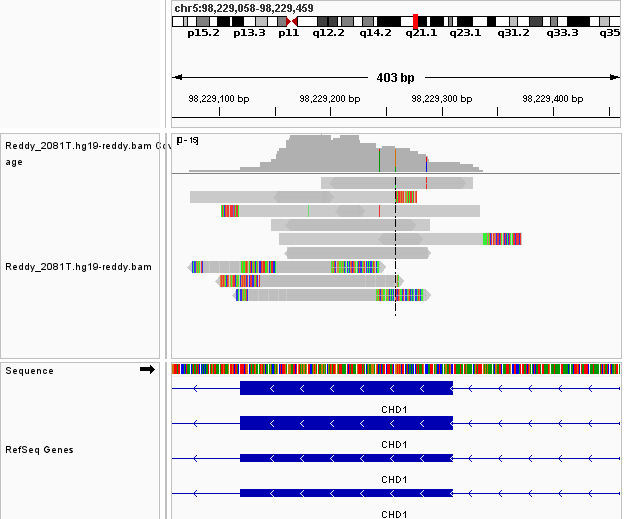 chr5:98,229,058-98,229,459
p15.2 p13.3 p11 q12.2 q14.2 q21.1 q23.1 q31.2 q33.3 q35
403 bp
98,229,100 bp 98,229,200 bp 98,229,300 bp 98,229,400 bp
Reddy_2081T.hg19-reddy.bam Cov
age
[0 - 19]
Reddy_2081T.hg19-reddy.bam
Sequence
CHD1
CHD1
RefSeq Genes
CHD1
CHD1